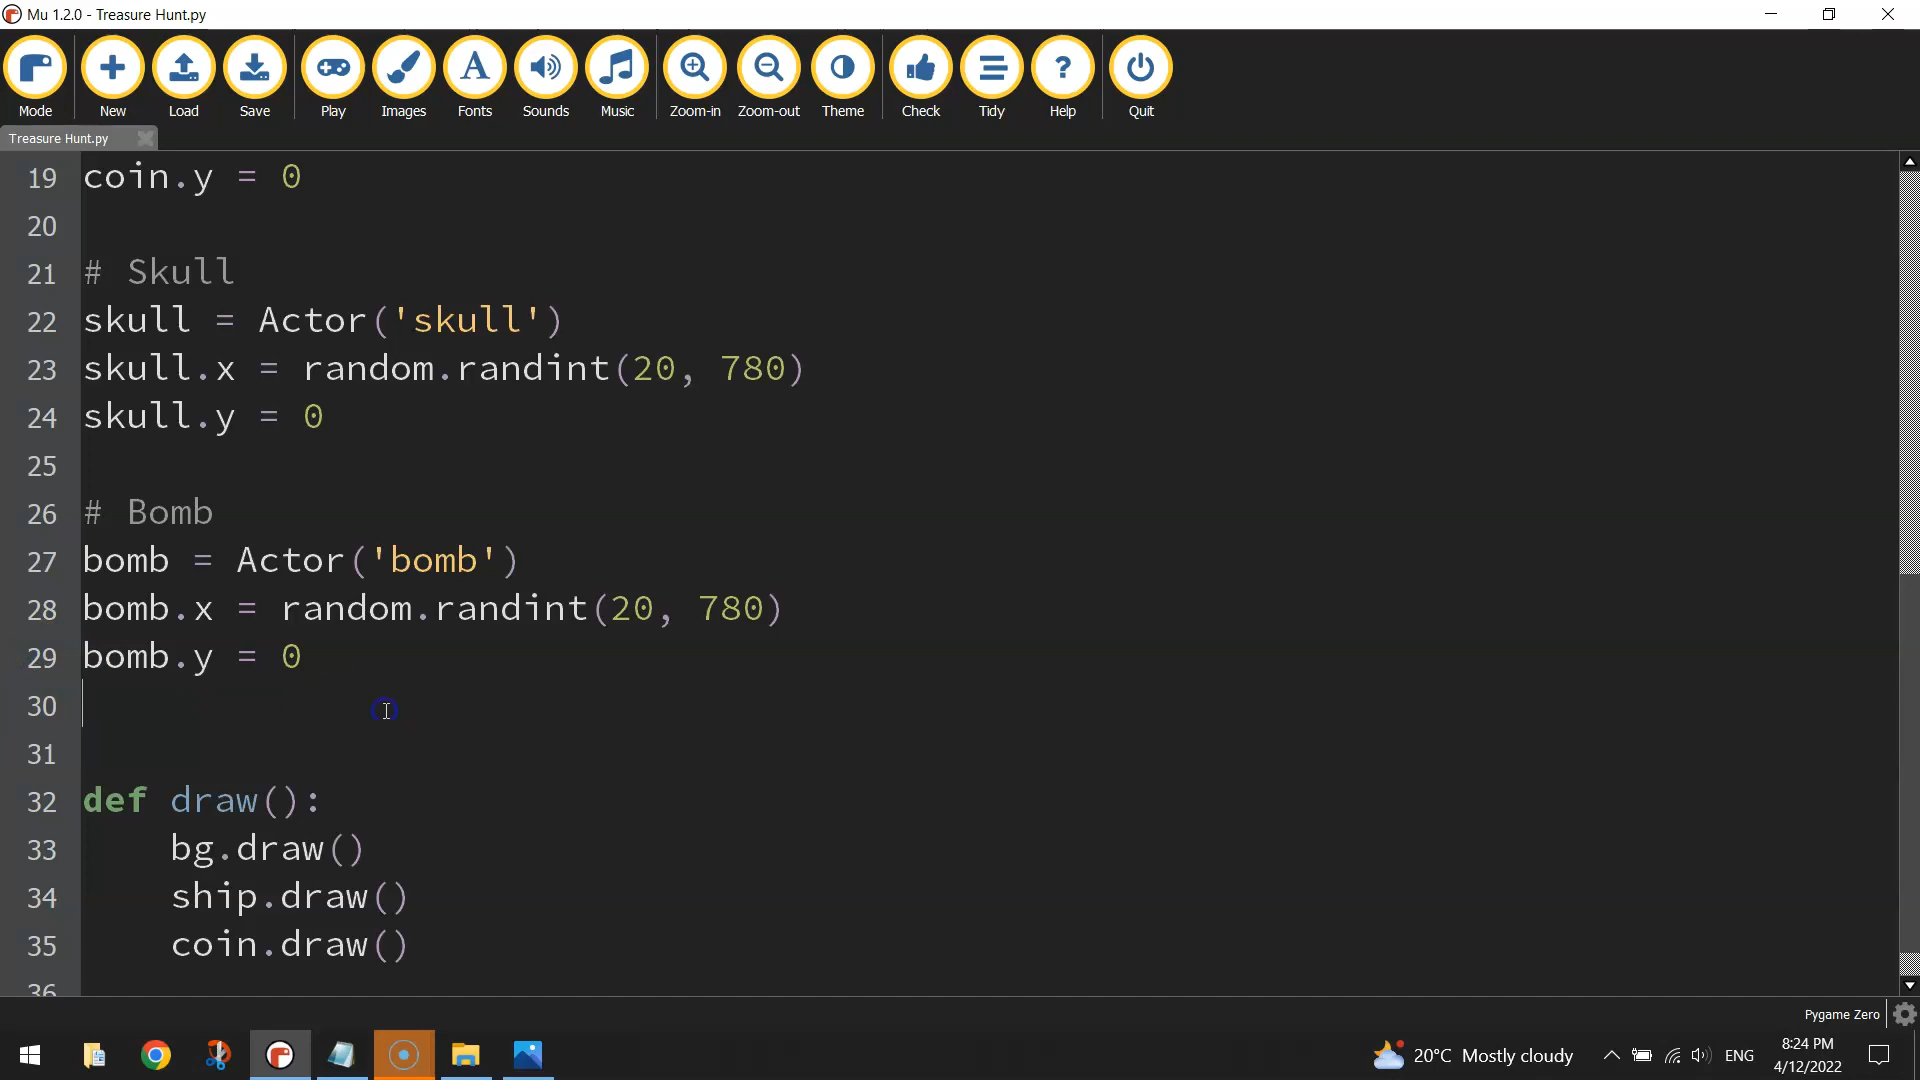 Mu 1.2.0 - Treasure Hunt.py
Mode New Load Save Play Images Fonts Sounds Music Zoom-in Zoom-out Theme Check Tidy Help Quit
Treasure Hunt.py
19 coin.y = 0
20
21 # Skull
22 skull = Actor('skull')
23 skull.x = random.randint(20, 780)
24 skull.y = 0
25
26 # Bomb
27 bomb = Actor('bomb')
28 bomb.x = random.randint(20, 780)
29 bomb.y = 0
30
31
32 def draw():
33     bg.draw()
34     ship.draw()
35     coin.draw()
36
Pygame Zero
20°C Mostly cloudy ENG
8:24 PM
4/12/2022